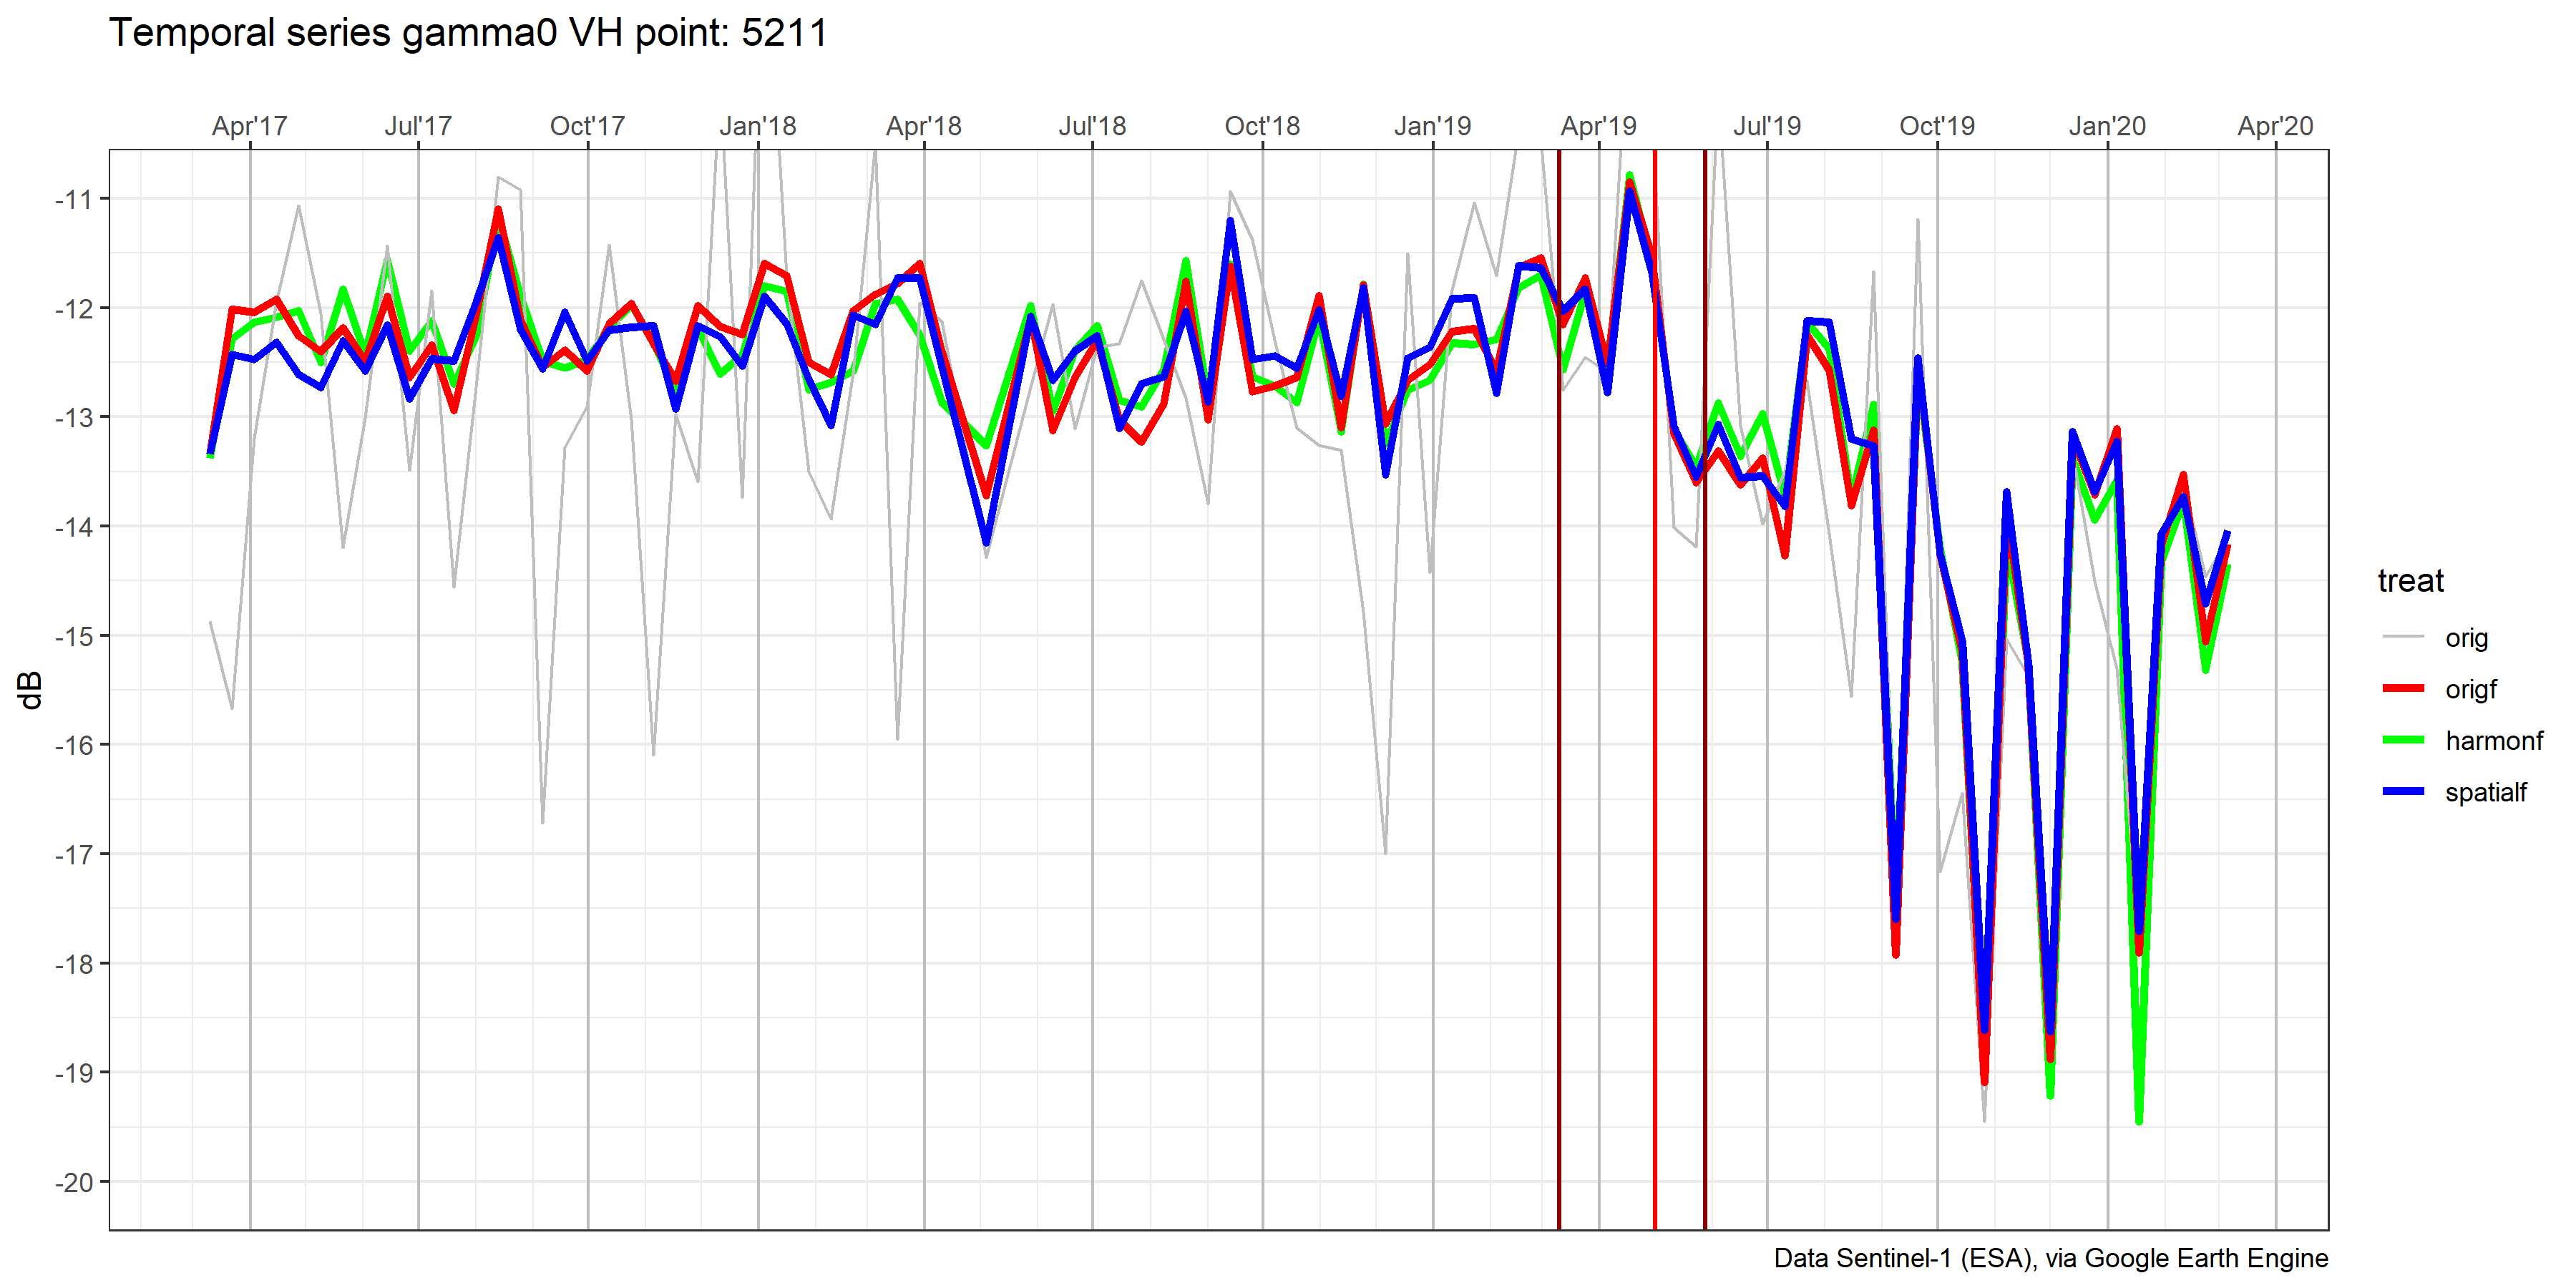 Temporal series gamma0 VH point: 5211
Apr'17 Jul'17 Oct'17 Jan'18 Apr'18 Jul'18 Oct'18 Jan'19 Apr'19 Jul'19 Oct'19 Jan'20 Apr'20
-11
-12
-13
-14
-15
-16
-17
-18
-19
-20
dB
treat
orig
origf
harmonf
spatialf
Data Sentinel-1 (ESA), via Google Earth Engine